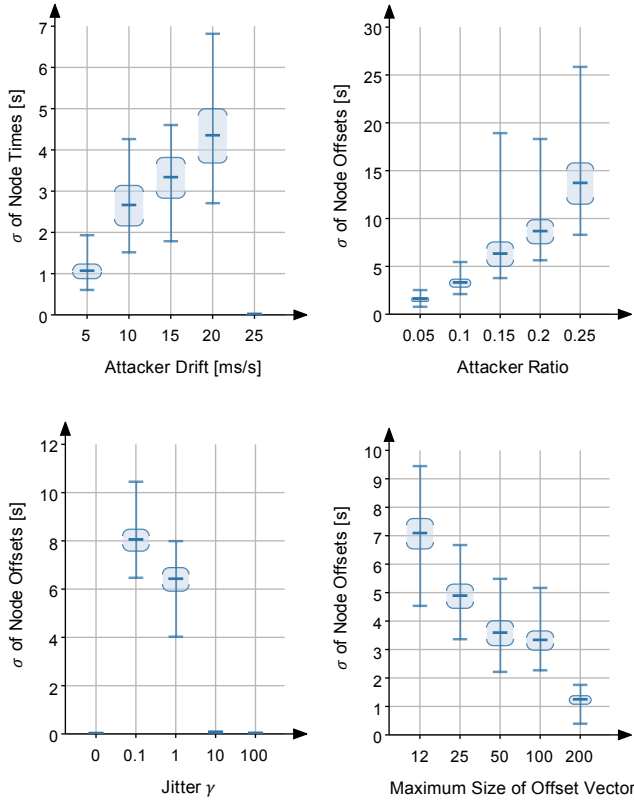 σ of Node Times [s]
7
6
5
4
3
2
1
0
5 10 15 20 25
Attacker Drift [ms/s]
σ of Node Offsets [s]
30
25
20
15
10
5
0
0.05 0.1 0.15 0.2 0.25
Attacker Ratio
σ of Node Offsets [s]
12
10
8
6
4
2
0
0 0.1 1 10 100
Jitter γ
σ of Node Offsets [s]
10
9
8
7
6
5
4
3
2
1
0
12 25 50 100 200
Maximum Size of Offset Vector